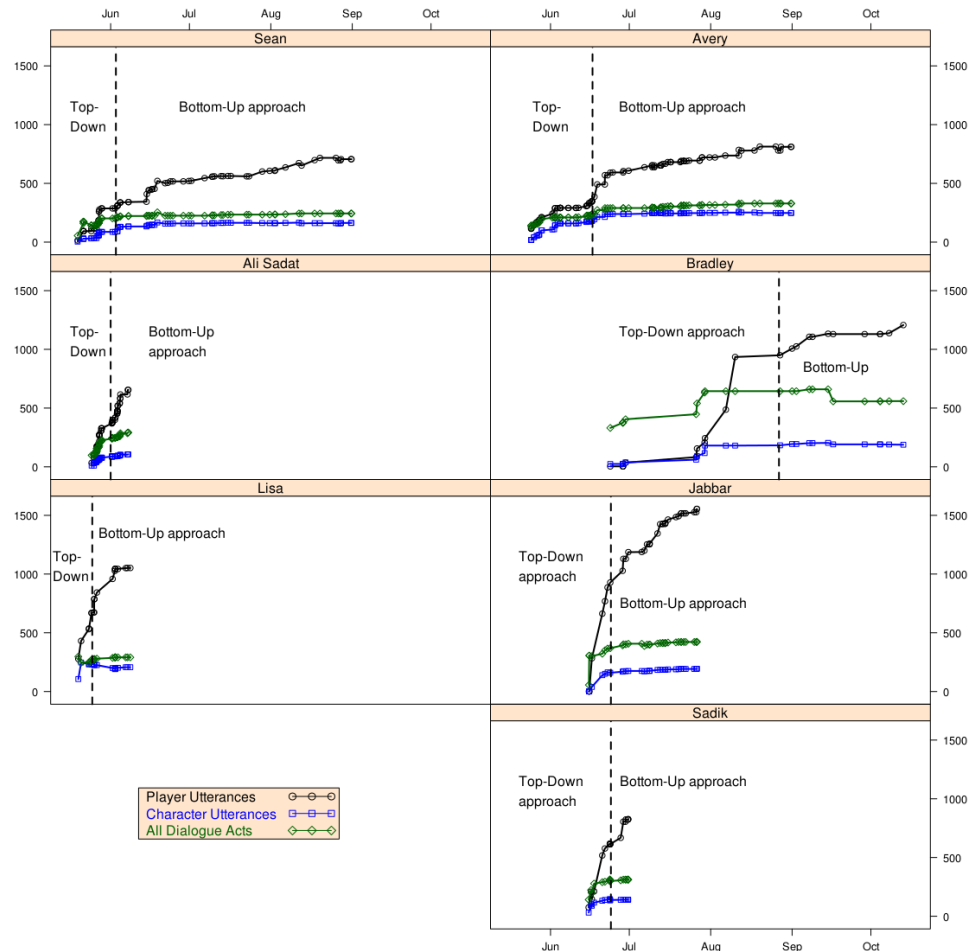 Jun Jul Aug Sep Oct Jun Jul Aug Sep Oct
Sean Avery
1500 1500
Top- Bottom-Up approach Top- Bottom-Up approach
Down Down
1000 1000
500 500
0 0
Ali Sadat Bradley
1500 1500
Top- Bottom-Up Top-Down approach
Down approach
1000 1000
Bottom-Up
500 500
0 0
Lisa Jabbar
1500 1500
Bottom-Up approach
Top- Top-Down
Down approach
1000 1000
Bottom-Up approach
500 500
0 0
Sadik
1500
Top-Down Bottom-Up approach
approach
1000
Player Utterances
Character Utterances
All Dialogue Acts
500
0
Jun Jul Aug Sep Oct